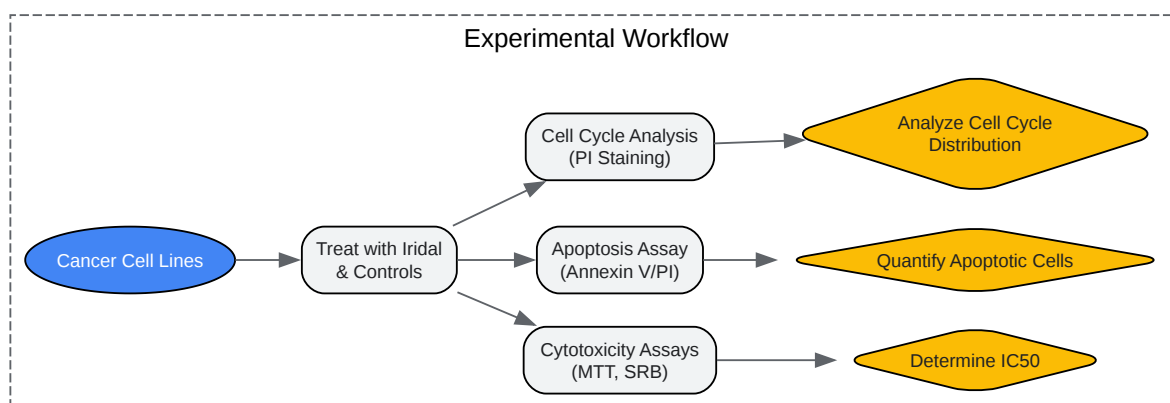 Experimental Workflow
Cell Cycle Analysis
(PI Staining)
Analyze Cell Cycle
Distribution
Cancer Cell Lines
Treat with Iridal
& Controls
Apoptosis Assay
(Annexin V/PI)
Quantify Apoptotic Cells
Cytotoxicity Assays
(MTT, SRB)
Determine IC50